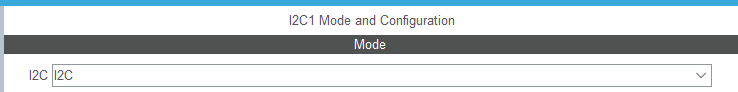 I2C1 Mode and Configuration
Mode
I2C I2C